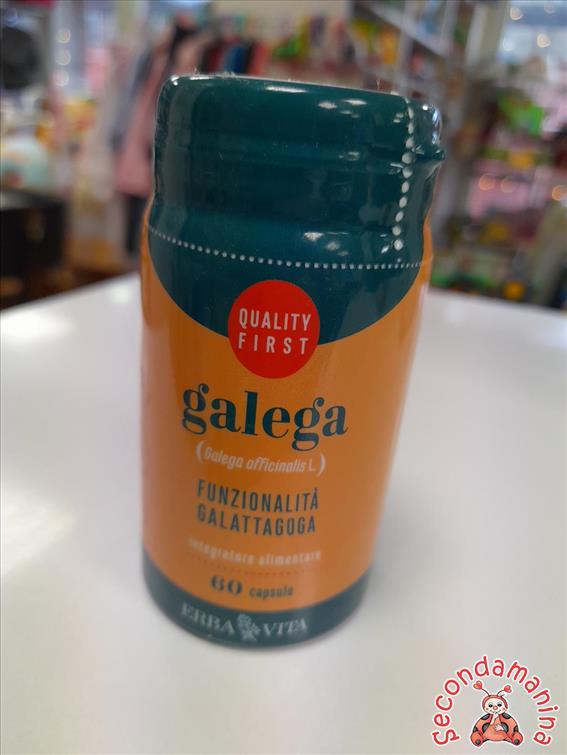 QUALITY
FIRST
galega
(Galega officinalis L.)
FUNZIONALITÀ
GALATTAGOGA
integratore alimentare
60 capsule
ERBA VITA
Secondamanina